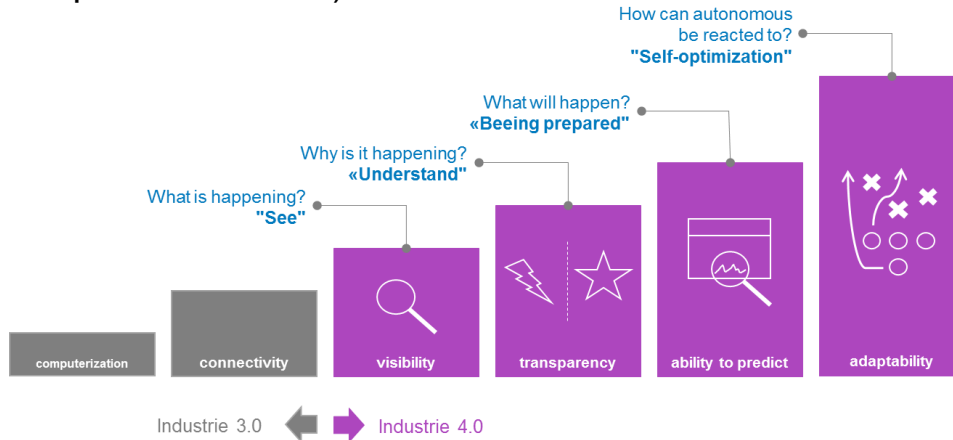 How can autonomous
be reacted to?
"Self-optimization"
What will happen?
«Beeing prepared"
Why is it happening?
«Understand"
What is happening?
"See"
computerization
connectivity
visibility
transparency
ability to predict
adaptability
Industrie 3.0
Industrie 4.0